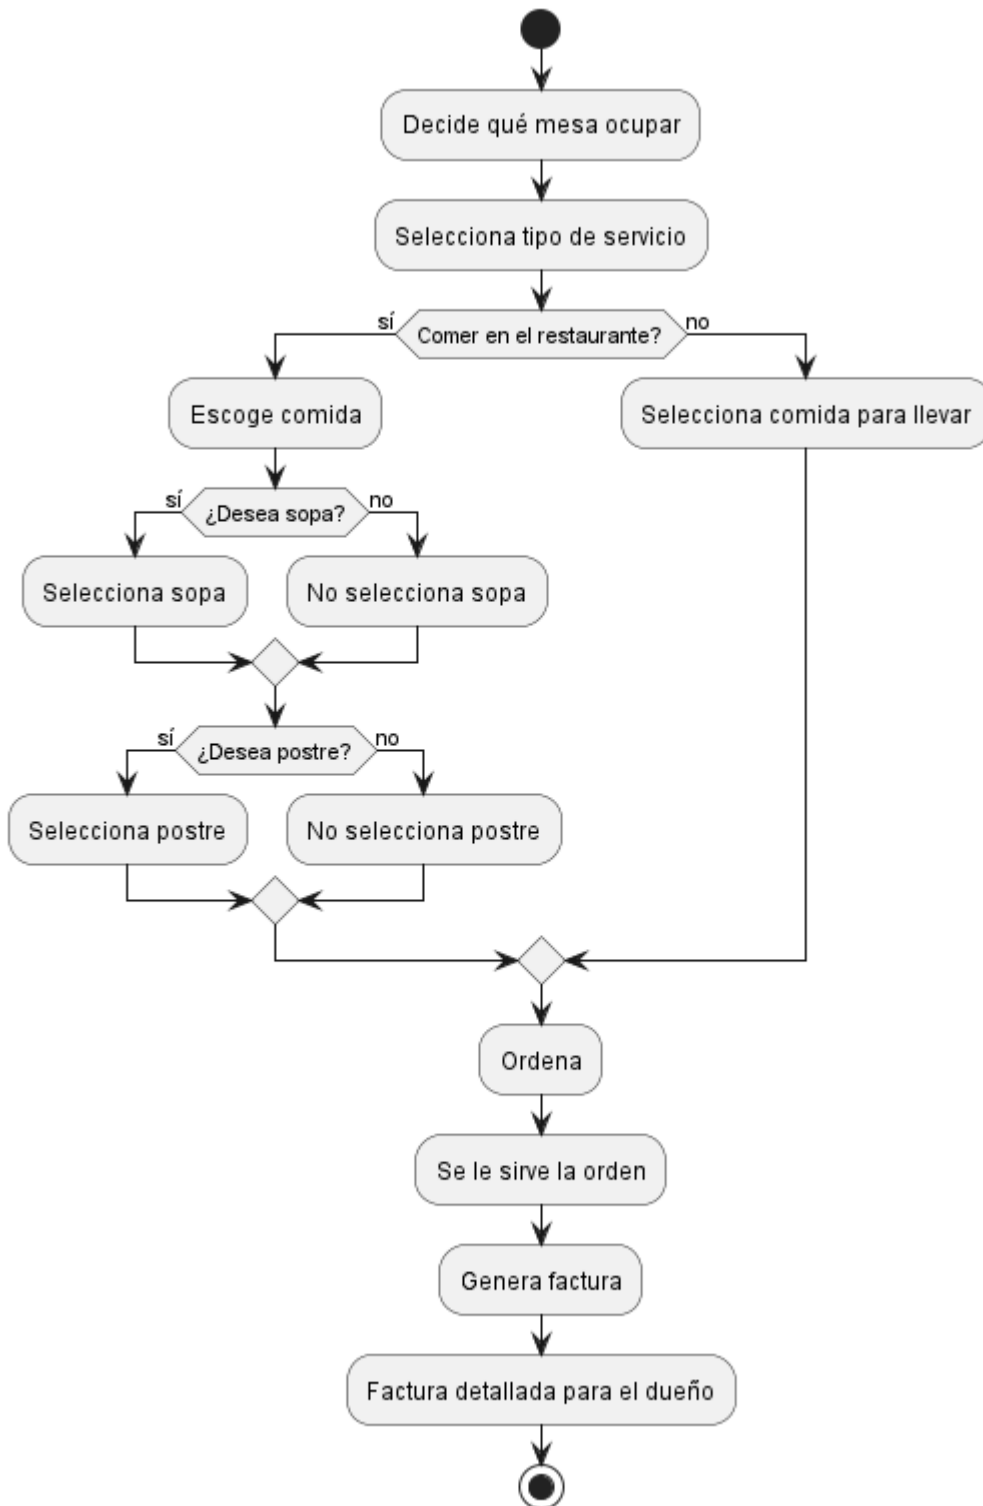 Decide qué mesa ocupar
Selecciona tipo de servicio
sí
Comer en el restaurante?
no
Escoge comida
Selecciona comida para llevar
sí
¿Desea sopa?
no
Selecciona sopa
No selecciona sopa
sí
¿Desea postre?
no
Selecciona postre
No selecciona postre
Ordena
Se le sirve la orden
Genera factura
Factura detallada para el dueño